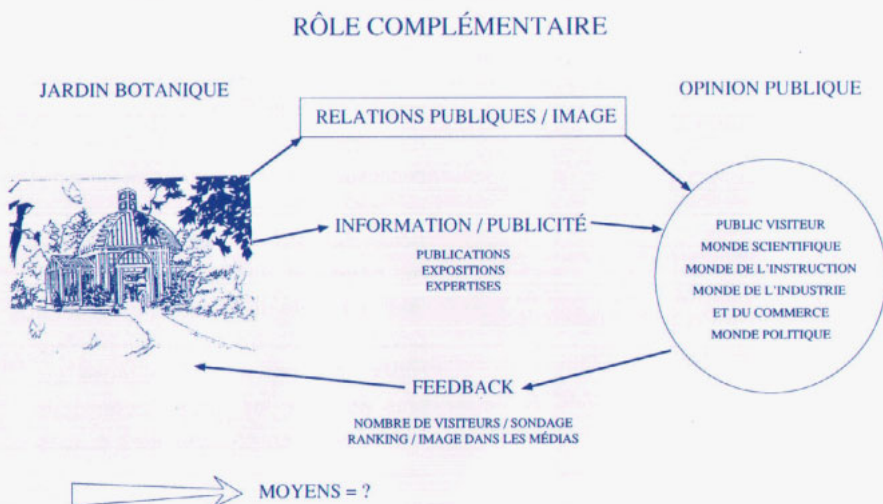 RÔLE COMPLÉMENTAIRE
JARDIN BOTANIQUE
OPINION PUBLIQUE
RELATIONS PUBLIQUES / IMAGE
INFORMATION / PUBLICITÉ
PUBLICATIONS
EXPOSITIONS
EXPERTISES
PUBLIC VISITEUR
MONDE SCIENTIFIQUE
MONDE DE L'INSTRUCTION
MONDE DE L'INDUSTRIE
ET DU COMMERCE
MONDE POLITIQUE
FEEDBACK
NOMBRE DE VISITEURS / SONDAGE
RANKING / IMAGE DANS LES MÉDIAS
MOYENS = ?